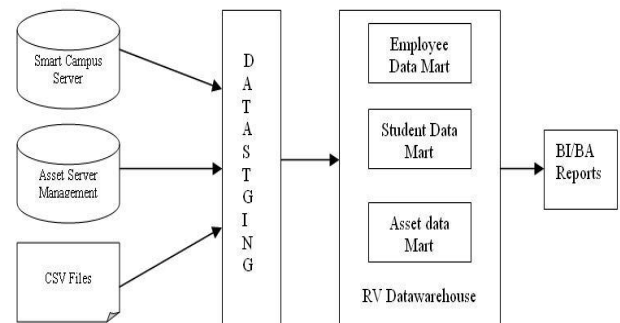 Smart Campus
Server
Asset Server
Management
CSV Files
D
A
T
A
S
T
G
I
N
G
Employee
Data Mart
Student Data
Mart
Asset data
Mart
RV Datawarehouse
BI/BA
Reports